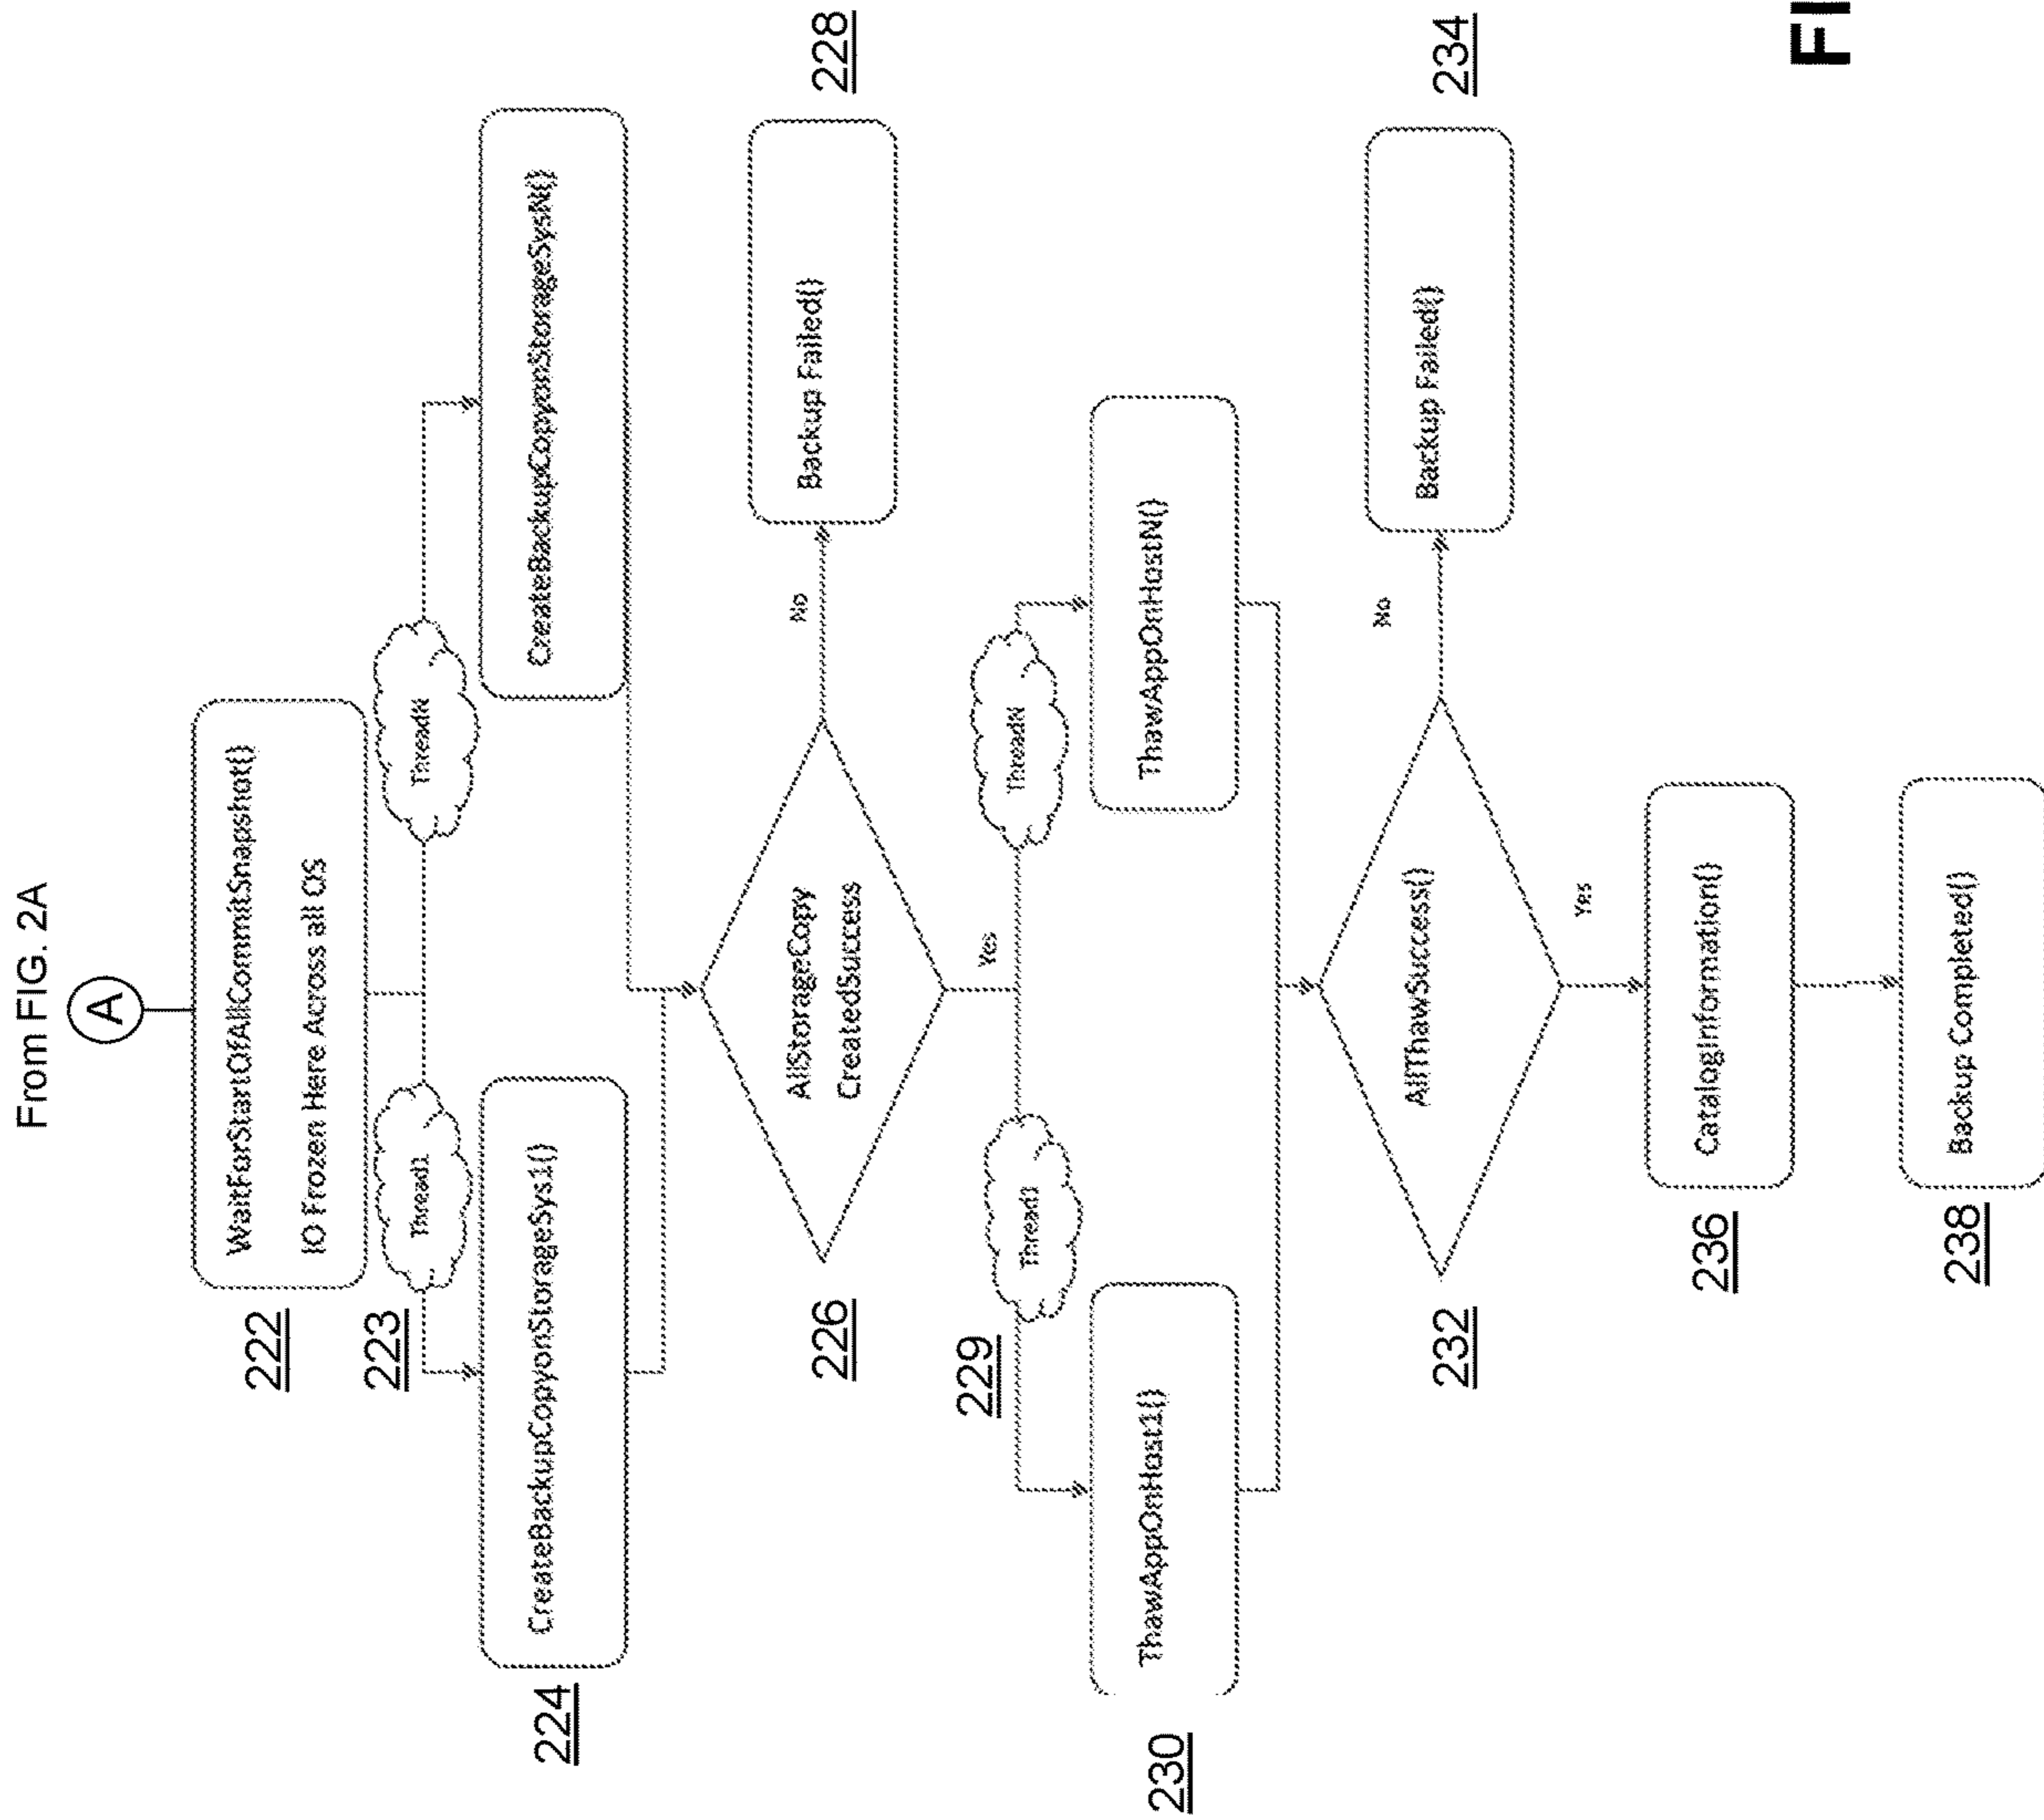 From FIG. 2A
A
WaitForStartOfAllCommitSnapshot()
IO Frozen Here Across all OS
222
223
Thread1
ThreadN
CreateBackupCopyonStorageSys1()
CreateBackupCopyonStorageSysN()
224
AllStorageCopy
CreatedSuccess
226
No
Backup Failed()
228
Yes
229
Thread1
ThreadN
ThawAppOnHost1()
ThawAppOnHostN()
230
AllThawSuccess()
232
No
Backup Failed()
234
Yes
CatalogInformation()
236
Backup Completed()
238